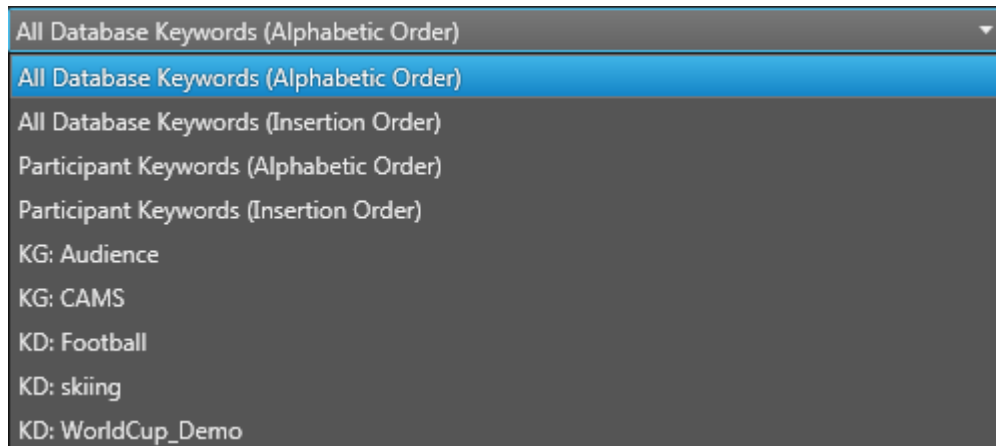 All Database Keywords (Alphabetic Order)
All Database Keywords (Alphabetic Order)
All Database Keywords (Insertion Order)
Participant Keywords (Alphabetic Order)
Participant Keywords (Insertion Order)
KG: Audience
KG: CAMS
KD: Football
KD: skiing
KD: WorldCup_Demo